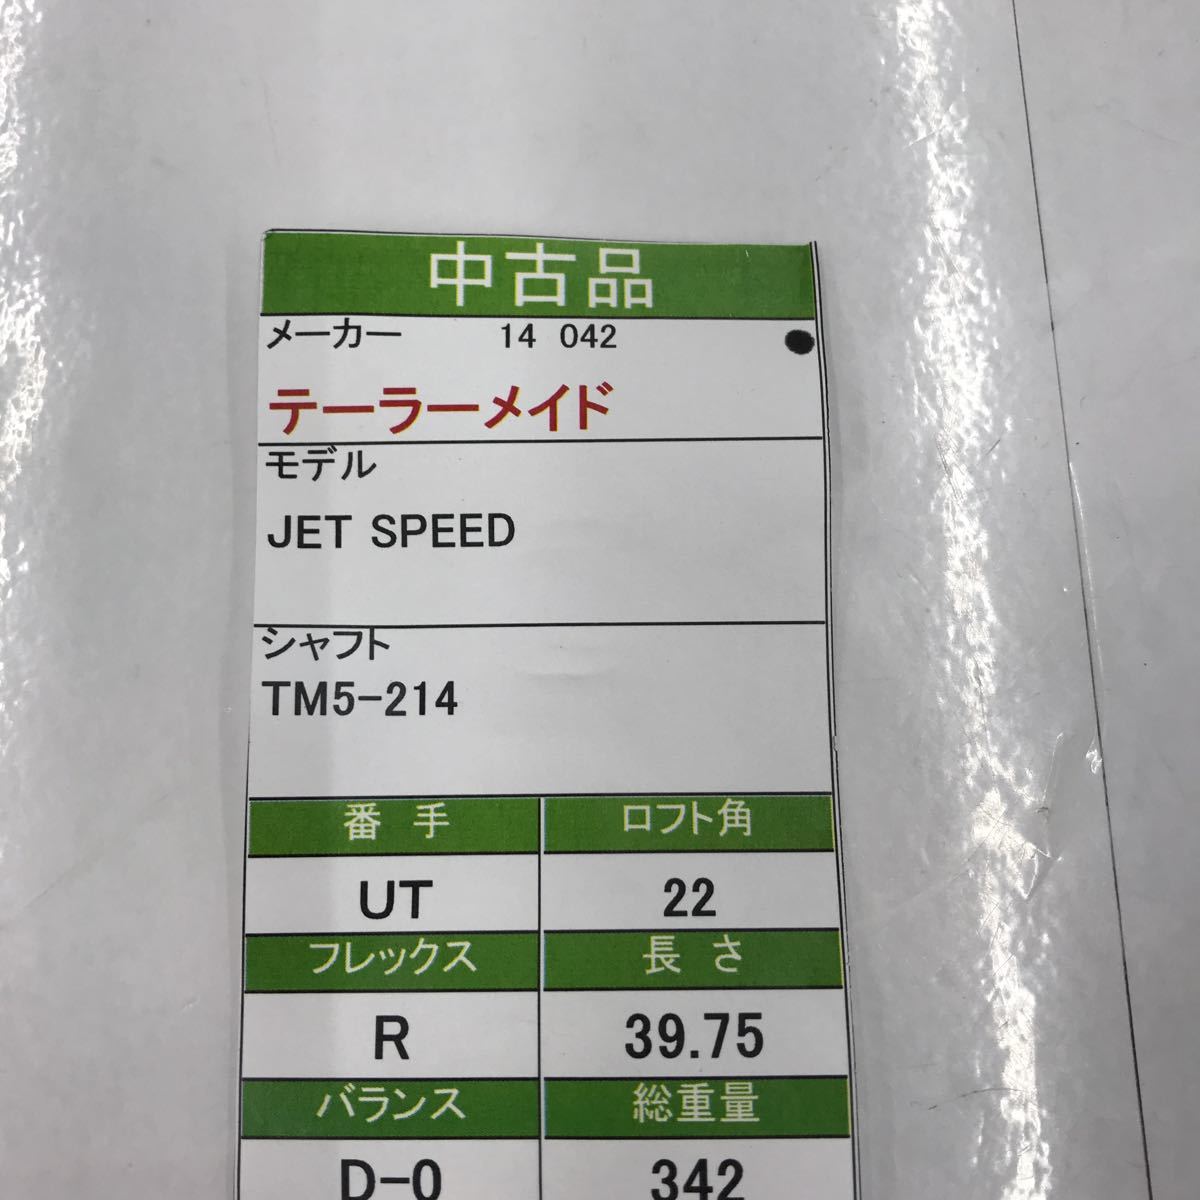 中古品
メーカー 14 042
テーラーメイド
モデル
JET SPEED
シャフト
TM5-214
番 手 ロフト角
UT 22
フレックス 長 さ
R 39.75
バランス 総重量
D-0 342